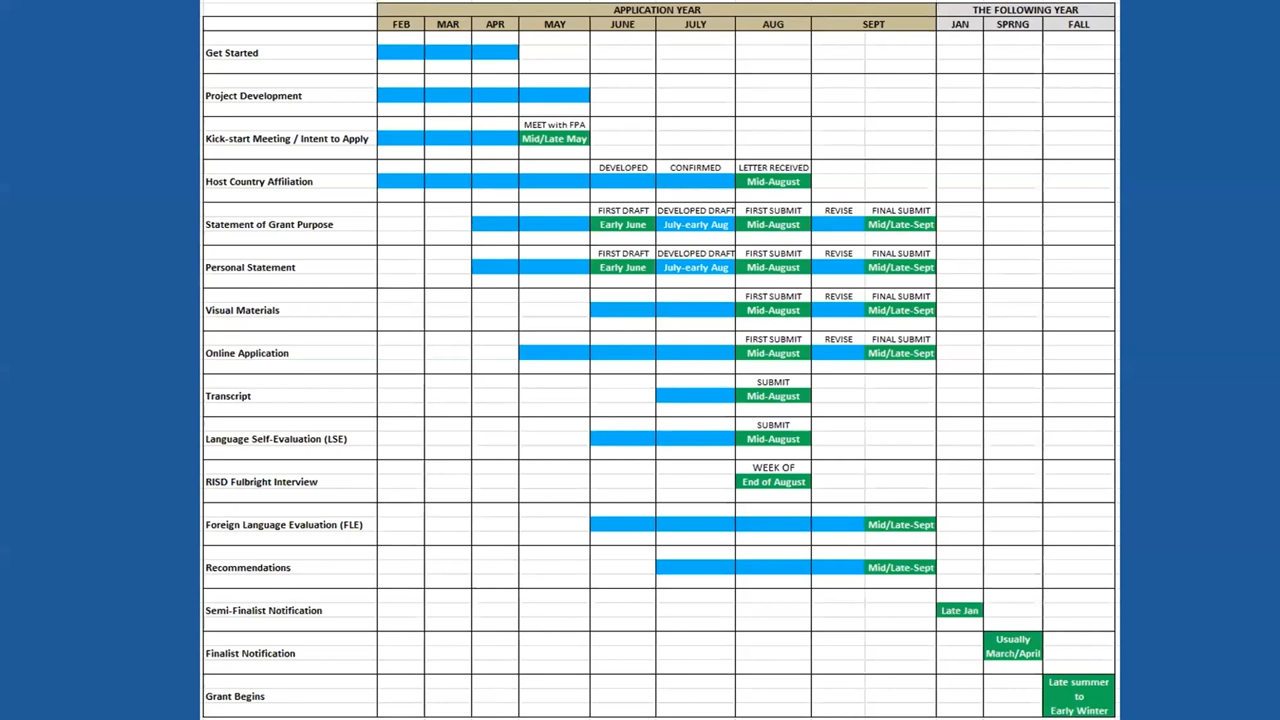 APPLICATION YEAR THE FOLLOWING YEAR
FEB MAR APR MAY JUNE JULY AUG SEPT JAN SPRNG FALL
Get Started
Project Development
MEET with FPA
Kick-start Meeting / Intent to Apply Mid/Late May
DEVELOPED CONFIRMED LETTER RECEIVED
Host Country Affiliation Mid-August
FIRST DRAFT DEVELOPED DRAFT FIRST SUBMIT REVISE FINAL SUBMIT
Statement of Grant Purpose Early June July-early Aug Mid-August Mid/Late-Sept
FIRST DRAFT DEVELOPED DRAFT FIRST SUBMIT REVISE FINAL SUBMIT
Personal Statement Early June July-early Aug Mid-August Mid/Late-Sept
FIRST SUBMIT REVISE FINAL SUBMIT
Visual Materials Mid-August Mid/Late-Sept
FIRST SUBMIT REVISE FINAL SUBMIT
Online Application Mid-August Mid/Late-Sept
SUBMIT
Transcript Mid-August
SUBMIT
Language Self-Evaluation (LSE) Mid-August
WEEK OF
RISD Fulbright Interview End of August
Foreign Language Evaluation (FLE) Mid/Late-Sept
Recommendations Mid/Late-Sept
Semi-Finalist Notification Late Jan
Usually
Finalist Notification March/April
Late summer
Grant Begins to
Early Winter